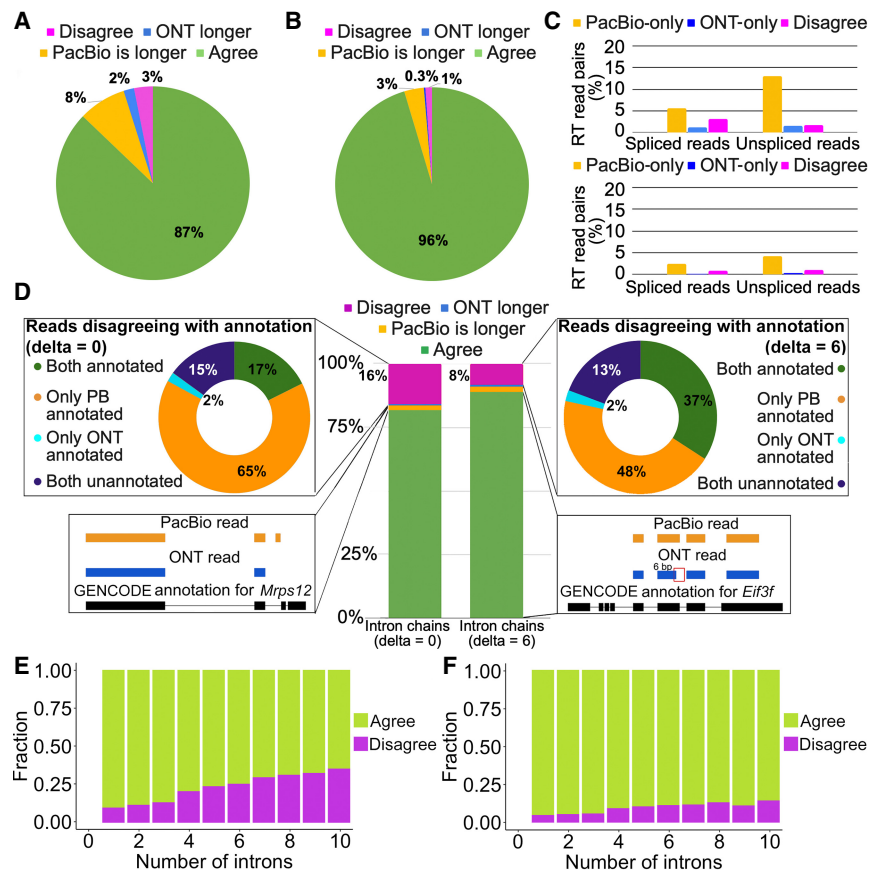 A
Disagree ONT longer
PacBio is longer Agree
2% 3%
8%
87%
B
Disagree ONT longer
PacBio is longer Agree
3% 0.3% 1%
96%
C
PacBio-only ONT-only Disagree
RT read pairs
(%)
20
15
10
5
0
Spliced reads Unspliced reads
PacBio-only ONT-only Disagree
RT read pairs
(%)
20
15
10
5
0
Spliced reads Unspliced reads
D
Reads disagreeing with annotation
(delta = 0)
Both annotated
Only PB
annotated
Only ONT
annotated
Both unannotated
15%
17%
2%
65%
Disagree ONT longer
PacBio is longer
Agree
100%
75%
25%
0%
16%
8%
Intron chains
(delta = 0)
Intron chains
(delta = 6)
Reads disagreeing with annotation
(delta = 6)
Both annotated
Only PB
annotated
Only ONT
annotated
Both unannotated
13%
37%
2%
48%
PacBio read
ONT read
GENCODE annotation for Mrps12
PacBio read
ONT read
6 bp
GENCODE annotation for Eif3f
E
Fraction
1.00
0.75
0.50
0.25
0.00
0 2 4 6 8 10
Number of introns
Agree
Disagree
F
Fraction
1.00
0.75
0.50
0.25
0.00
0 2 4 6 8 10
Number of introns
Agree
Disagree